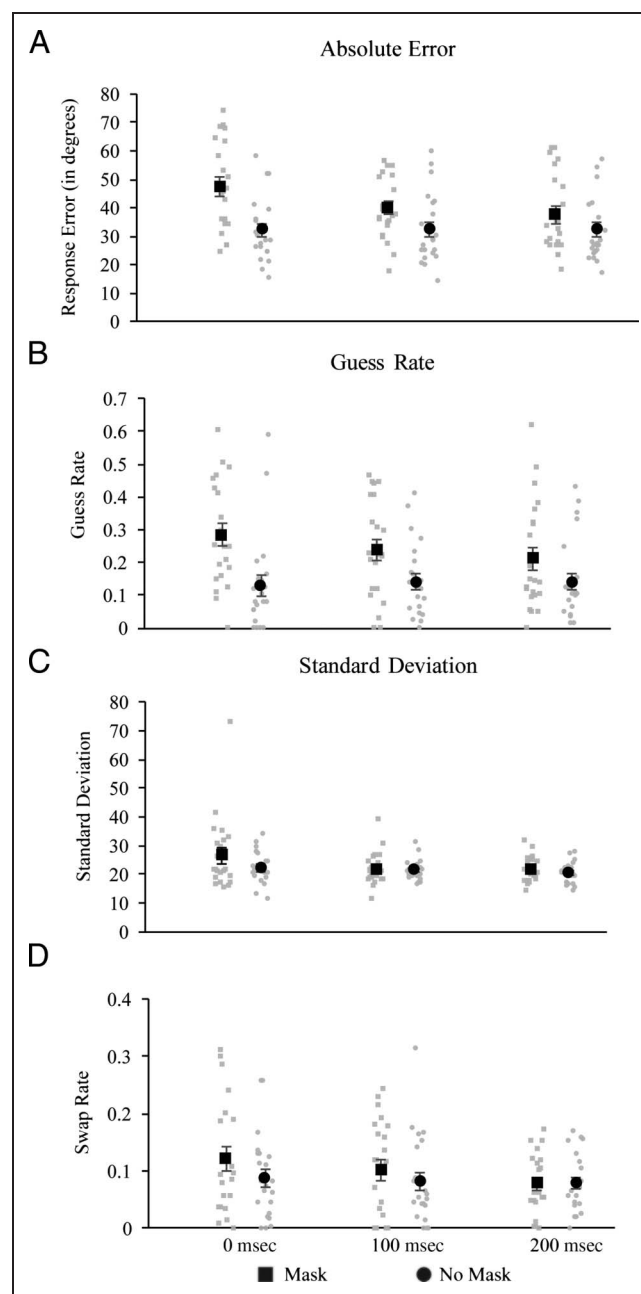 A
Absolute Error
Response Error (in degrees)
80
70
60
50
40
30
20
10
0
B
Guess Rate
Guess Rate
0.7
0.6
0.5
0.4
0.3
0.2
0.1
0
C
Standard Deviation
Standard Deviation
80
70
60
50
40
30
20
10
0
D
Swap Rate
0.4
0.3
0.2
0.1
0
0 msec 100 msec 200 msec
Mask No Mask